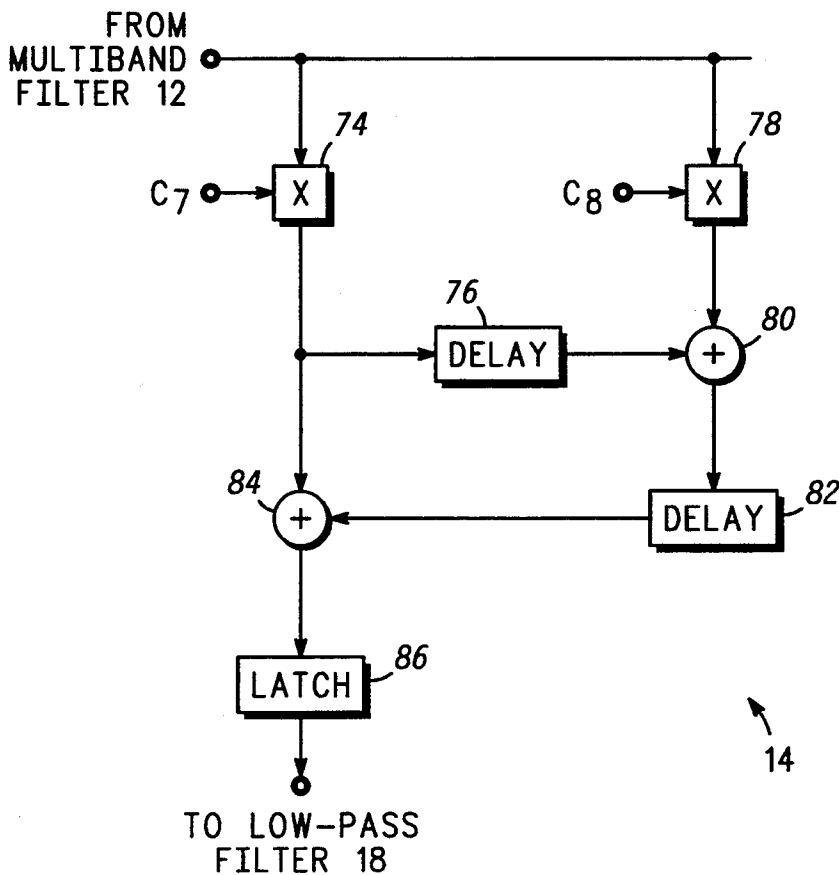 FROM
MULTIBAND
FILTER 12
74
78
C7
X
C8
X
76
80
DELAY
+
84
82
+
DELAY
86
LATCH
14
TO LOW-PASS
FILTER 18